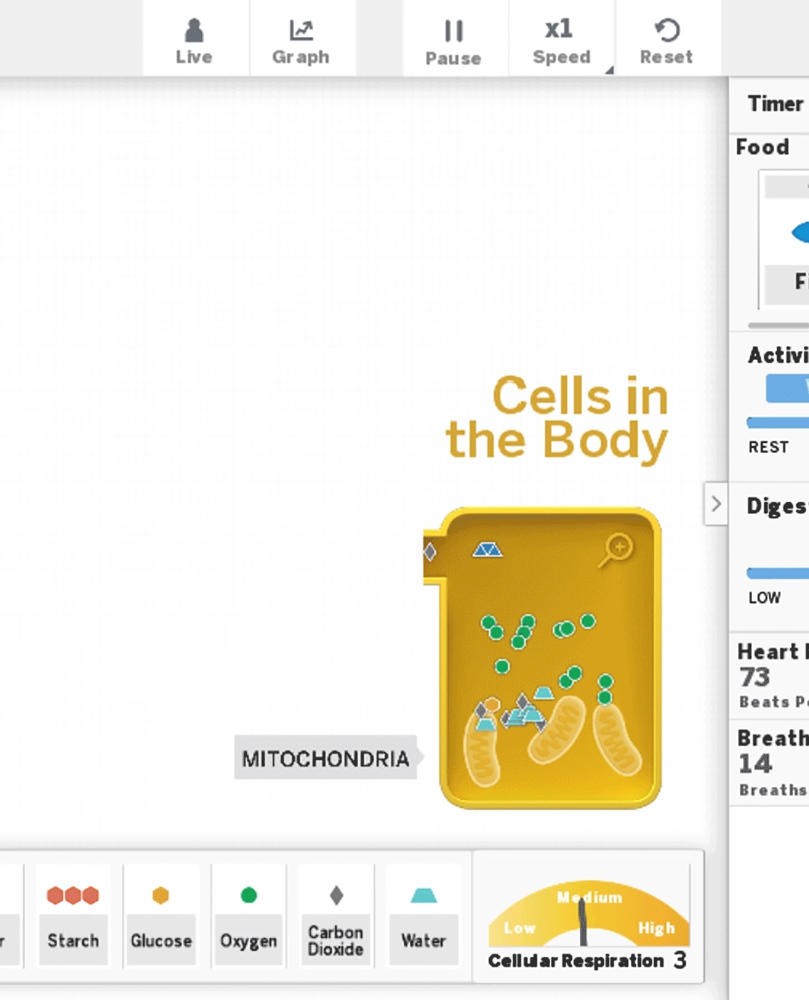 Live
Graph
Pause
x1
Speed
Reset
Timer
Food
Activi
REST
Diges
LOW
Heart
73
Beats
Breath
14
Breaths
Cells in
the Body
MITOCHONDRIA
Starch
Glucose
Oxygen
Carbon
Dioxide
Water
Medium
Low
High
Cellular Respiration 3